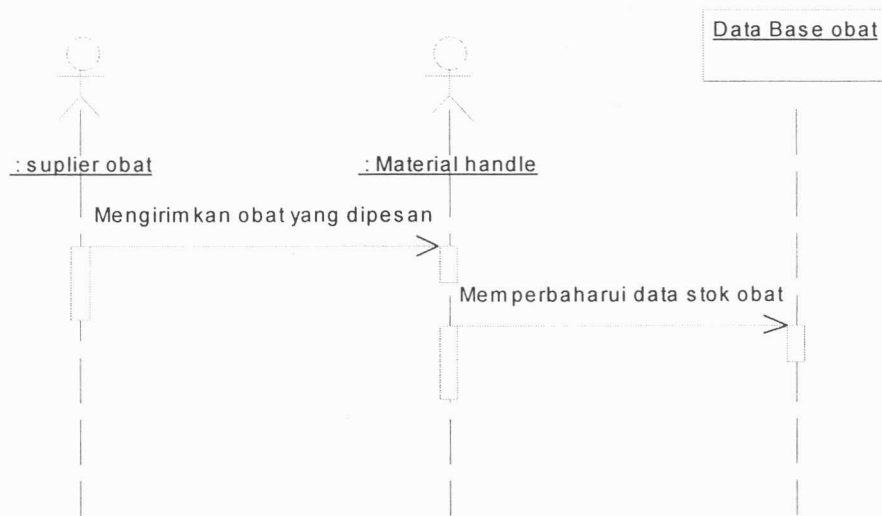 Data Base obat
: suplier obat
: Material handle
Mengirimkan obat yang dipesan
Memperbaharui data stok obat